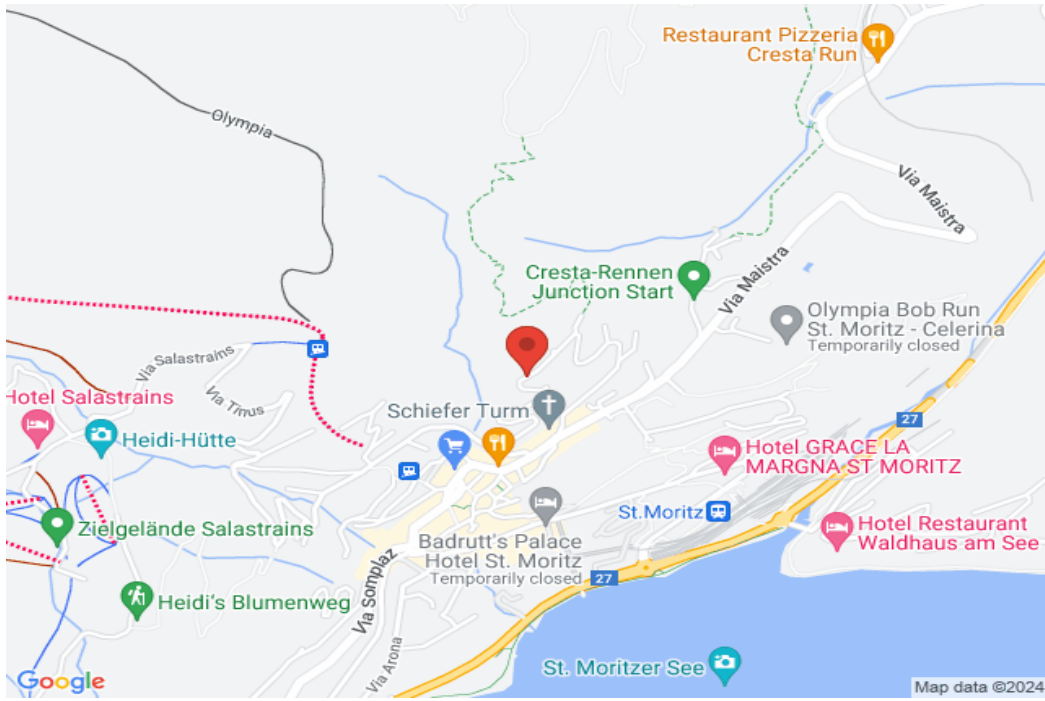 Restaurant Pizzeria
Cresta Run
Olympia
Via Maistra
Cresta-Rennen
Junction Start
Via Maistra
Olympia Bob Run
St. Moritz - Celerina
Temporarily closed
Via Salastrains
Via Tinus
Hotel Salastrains
Heidi-Hütte
Schiefer Turm
27
Hotel GRACE LA
MARGNA ST MORITZ
St.Moritz
Zielgelände Salastrains
Badrutt's Palace
Hotel St. Moritz
Temporarily closed
Hotel Restaurant
Waldhaus am See
27
Via Somplaz
Heidi's Blumenweg
Via Arona
St. Moritzer See
Google
Map data ©2024